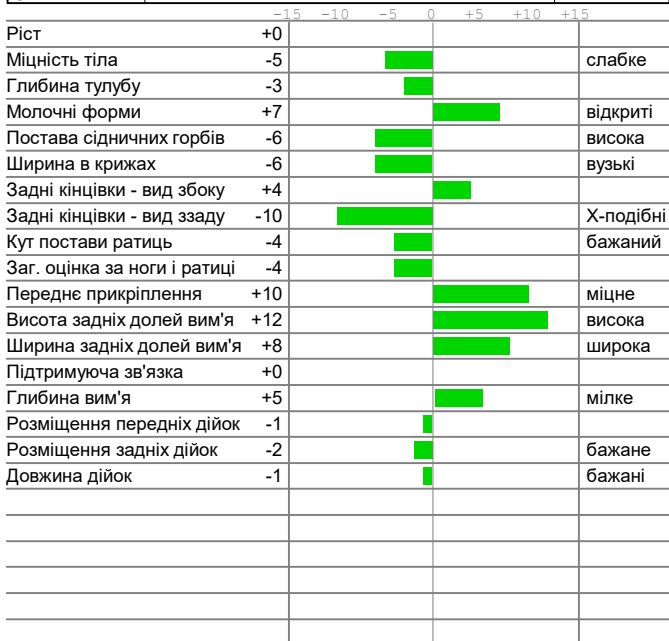 -15 -10 -5 0 +5 +10 +15
Ріст +0
Міцність тіла -5 слабке
Глибина тулубу -3
Молочні форми +7 відкриті
Постава сідничних горбів -6 висока
Ширина в крижах -6 вузькі
Задні кінцівки - вид збоку +4
Задні кінцівки - вид ззаду -10 Х-подібні
Кут постави ратиць -4 бажаний
Заг. оцінка за ноги і ратиці -4
Переднє прикріплення +10 міцне
Висота задніх долей вим'я +12 висока
Ширина задніх долей вим'я +8 широка
Підтримуюча зв'язка +0
Глибина вим'я +5 мілке
Розміщення передніх дійок -1
Розміщення задніх дійок -2 бажане
Довжина дійок -1 бажані